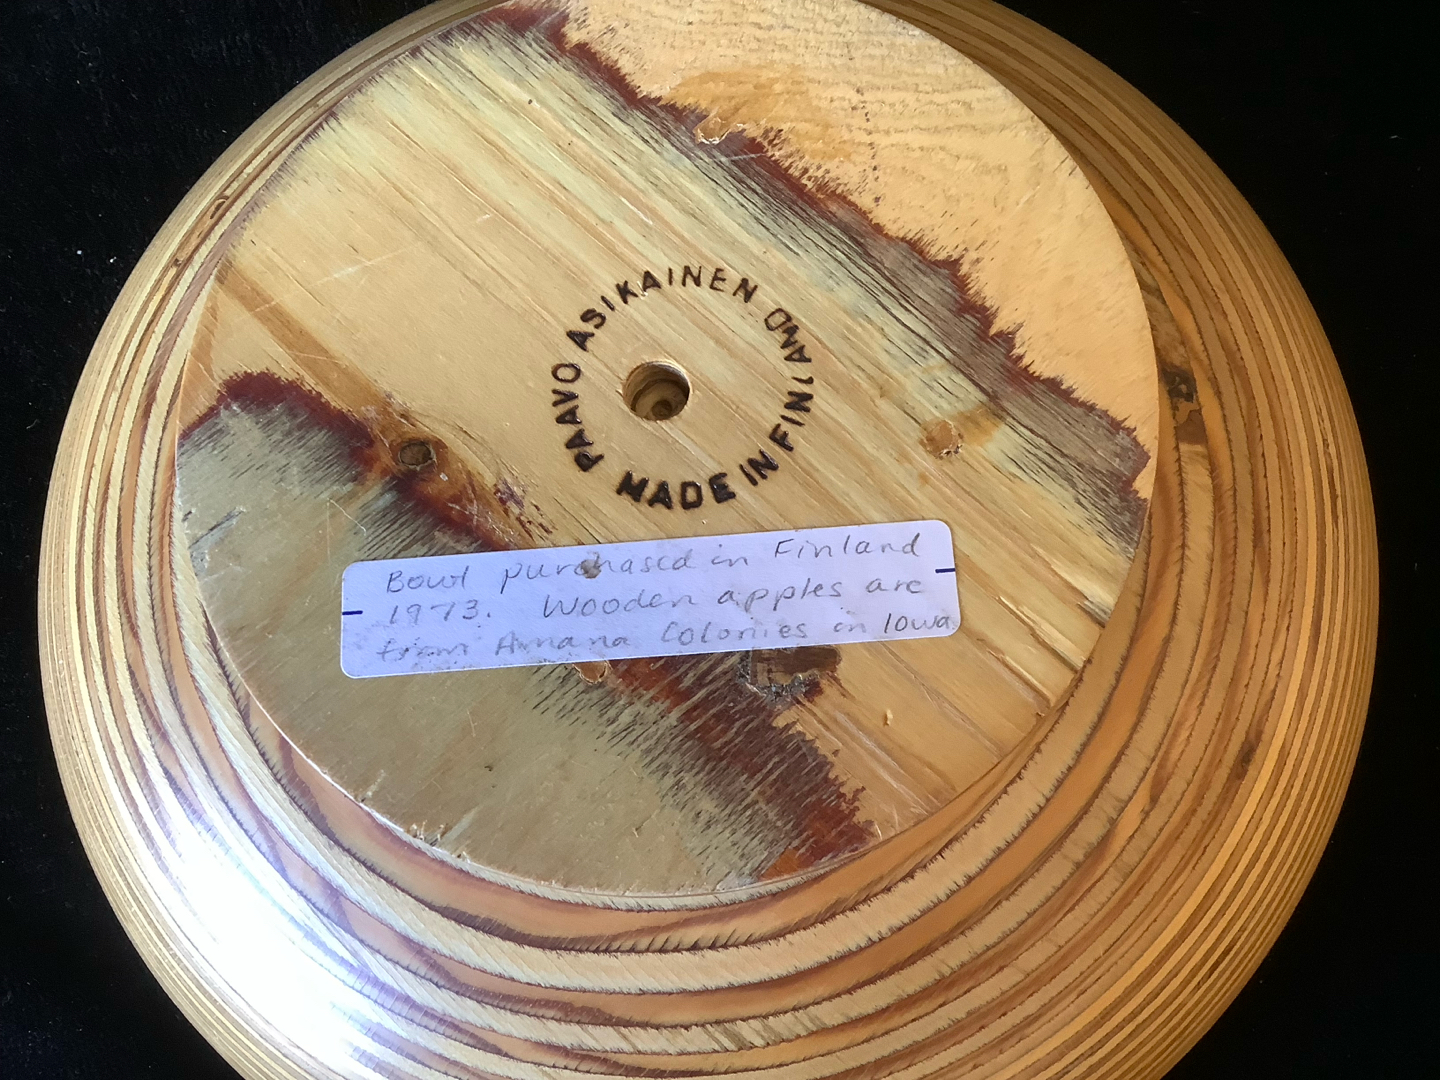 PAAVO ASIKAINEN
MADE IN FINLAND
Bowl purchased in Finland
1973. Wooden apples are
from Amana Colonies in Iowa